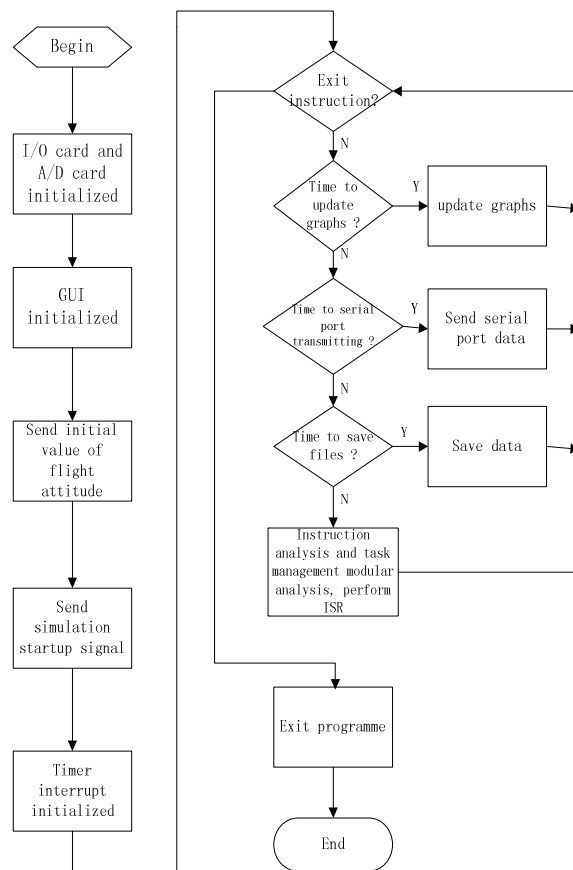 Begin
I/O card and
A/D card
initialized
GUI
initialized
Send initial
value of
flight
attitude
Send
simulation
startup signal
Timer
interrupt
initialized
Exit
instruction?
N
Time to
update
graphs ?
Y
update graphs
N
Time to serial
port
transmitting ?
Y
Send serial
port data
N
Time to save
files ?
Y
Save data
N
Instruction
analysis and task
management modular
analysis, perform
ISR
Exit programme
End